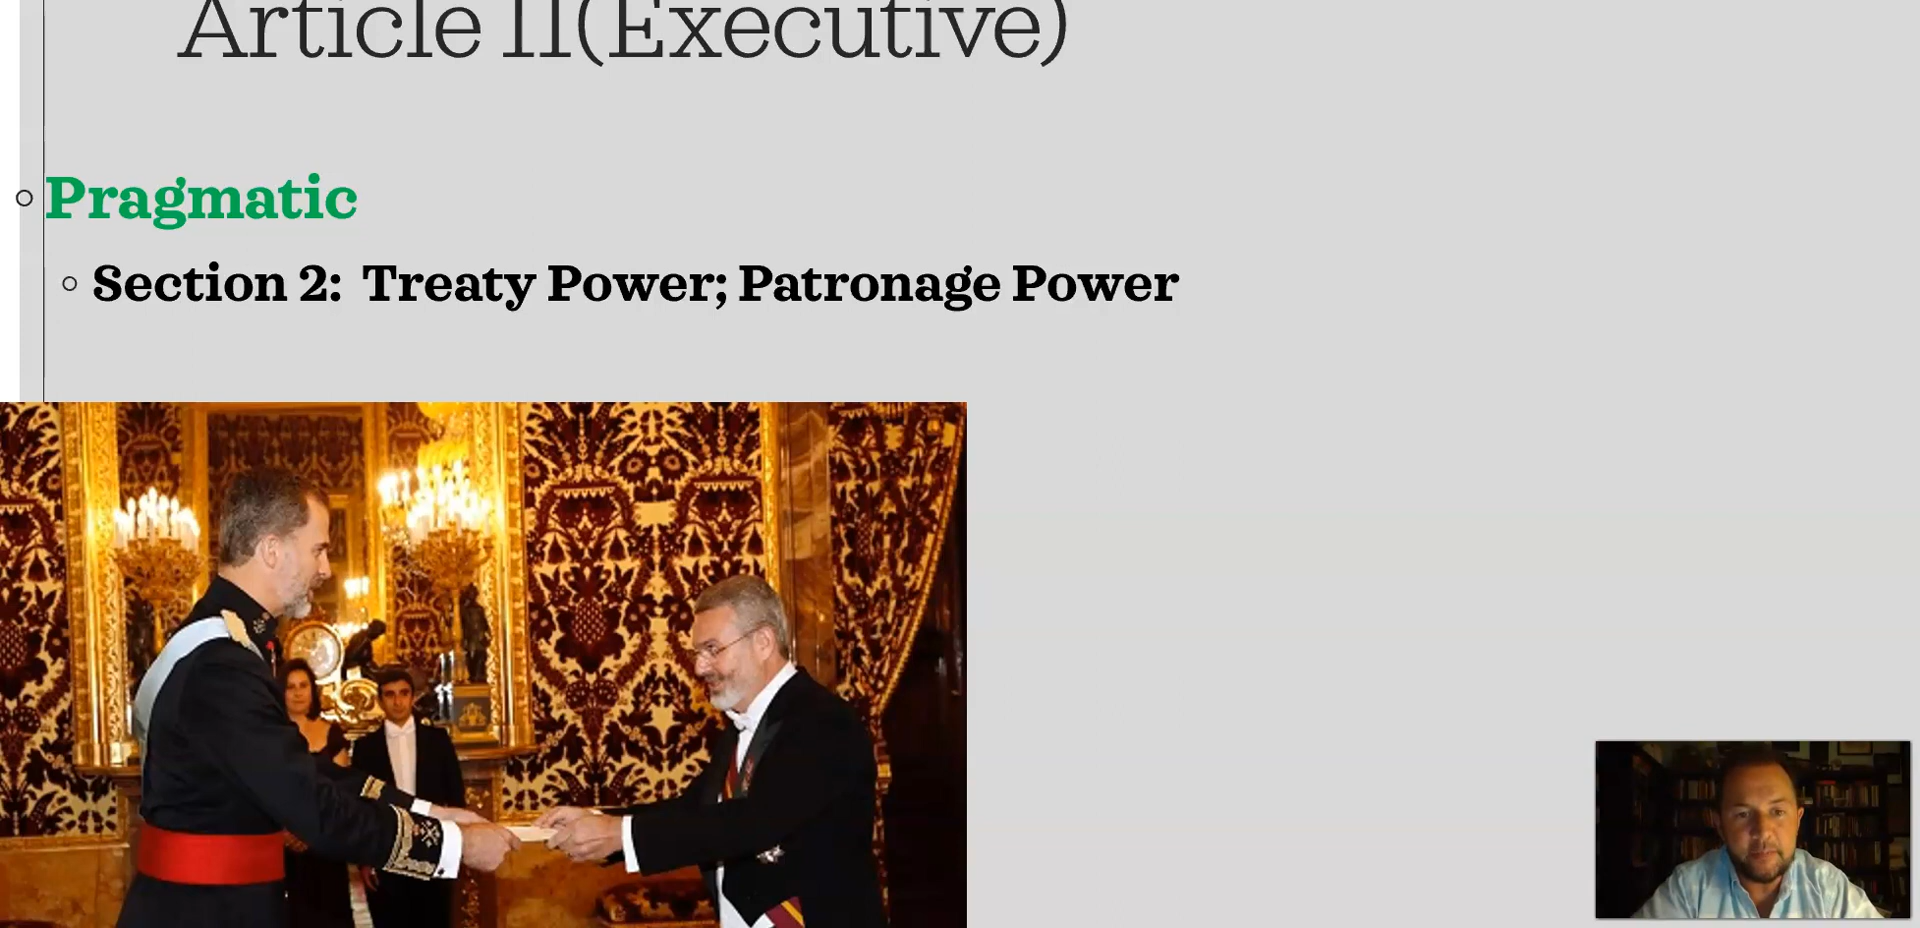 Article II(Executive)
Pragmatic
Section 2: Treaty Power; Patronage Power